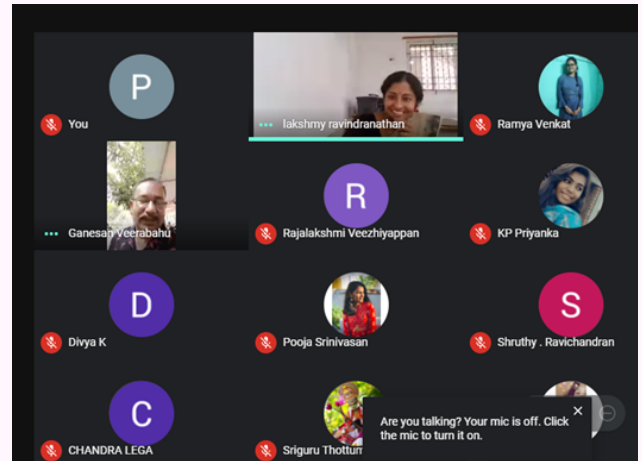 P
You
lakshmy ravindranathan
Ramya Venkat
Ganesan Veerabahu
R
Rajalakshmi Veezhiyappan
KP Priyanka
D
Divya K
Pooja Srinivasan
S
Shruthy . Ravichandran
C
CHANDRA LEGA
Sriguru
Are you talking? Your mic is off. Click
the mic to turn it on.